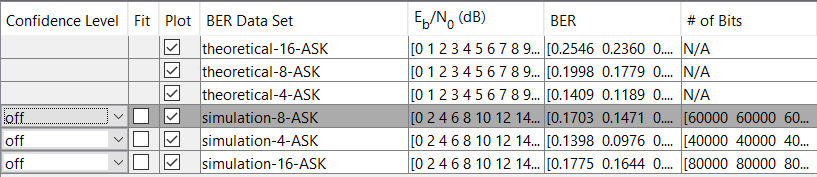 Confidence Level Fit Plot BER Data Set E_b/N_0 (dB) BER # of Bits
theoretical-16-ASK [0 1 2 3 4 5 6 7 8 9... [0.2546 0.2360 0.... N/A
theoretical-8-ASK [0 1 2 3 4 5 6 7 8 9... [0.1998 0.1779 0.... N/A
theoretical-4-ASK [0 1 2 3 4 5 6 7 8 9... [0.1409 0.1189 0.... N/A
off simulation-8-ASK [0 2 4 6 8 10 12 14... [0.1703 0.1471 0.... [60000 60000 60...
off simulation-4-ASK [0 2 4 6 8 10 12 14... [0.1398 0.0976 0.... [40000 40000 40...
off simulation-16-ASK [0 2 4 6 8 10 12 14... [0.1775 0.1644 0.... [80000 80000 80...